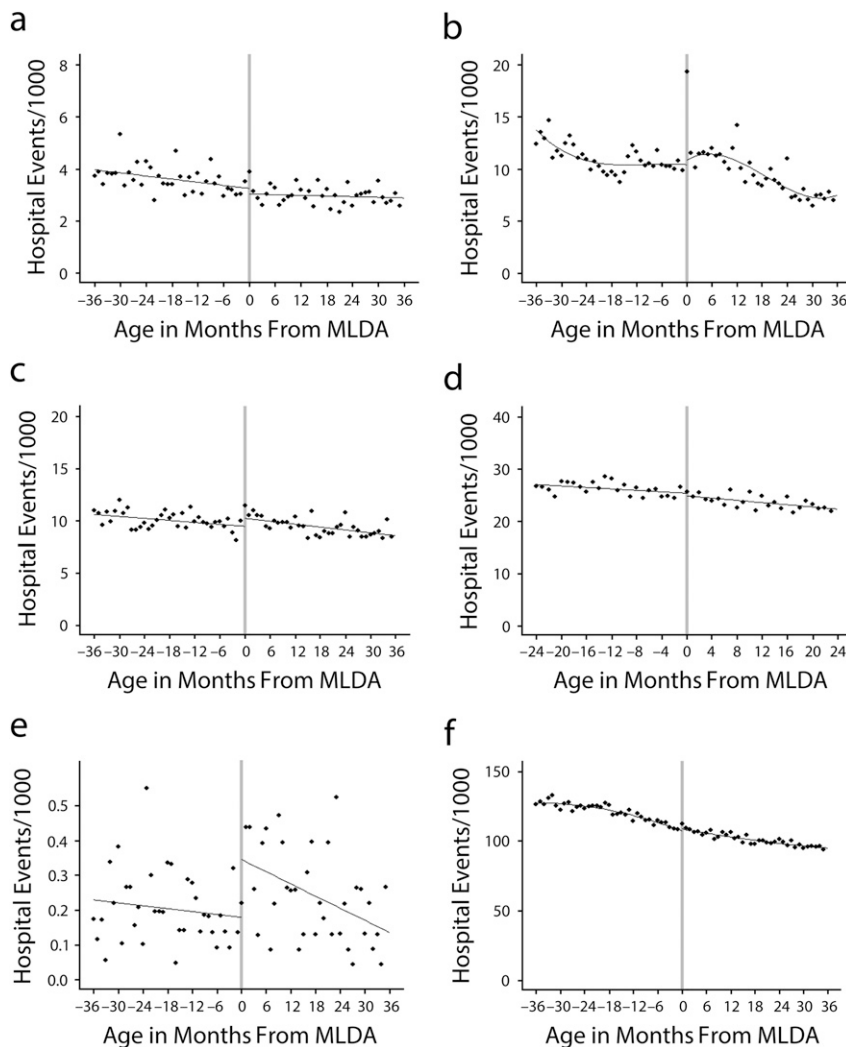 a
Hospital Events/1000
8
6
4
2
0
−36−30−24−18−12 −6 0 6 12 18 24 30 36
Age in Months From MLDA
b
Hospital Events/1000
20
15
10
5
0
−36−30−24−18−12 −6 0 6 12 18 24 30 36
Age in Months From MLDA
c
Hospital Events/1000
20
15
10
5
0
−36−30−24−18−12 −6 0 6 12 18 24 30 36
Age in Months From MLDA
d
Hospital Events/1000
40
30
20
10
0
−24−20−16−12 −8 −4 0 4 8 12 16 20 24
Age in Months From MLDA
e
Hospital Events/1000
0.5
0.4
0.3
0.2
0.1
0.0
−36−30−24−18−12 −6 0 6 12 18 24 30 36
Age in Months From MLDA
f
Hospital Events/1000
150
100
50
0
−36−30−24−18−12 −6 0 6 12 18 24 30 36
Age in Months From MLDA